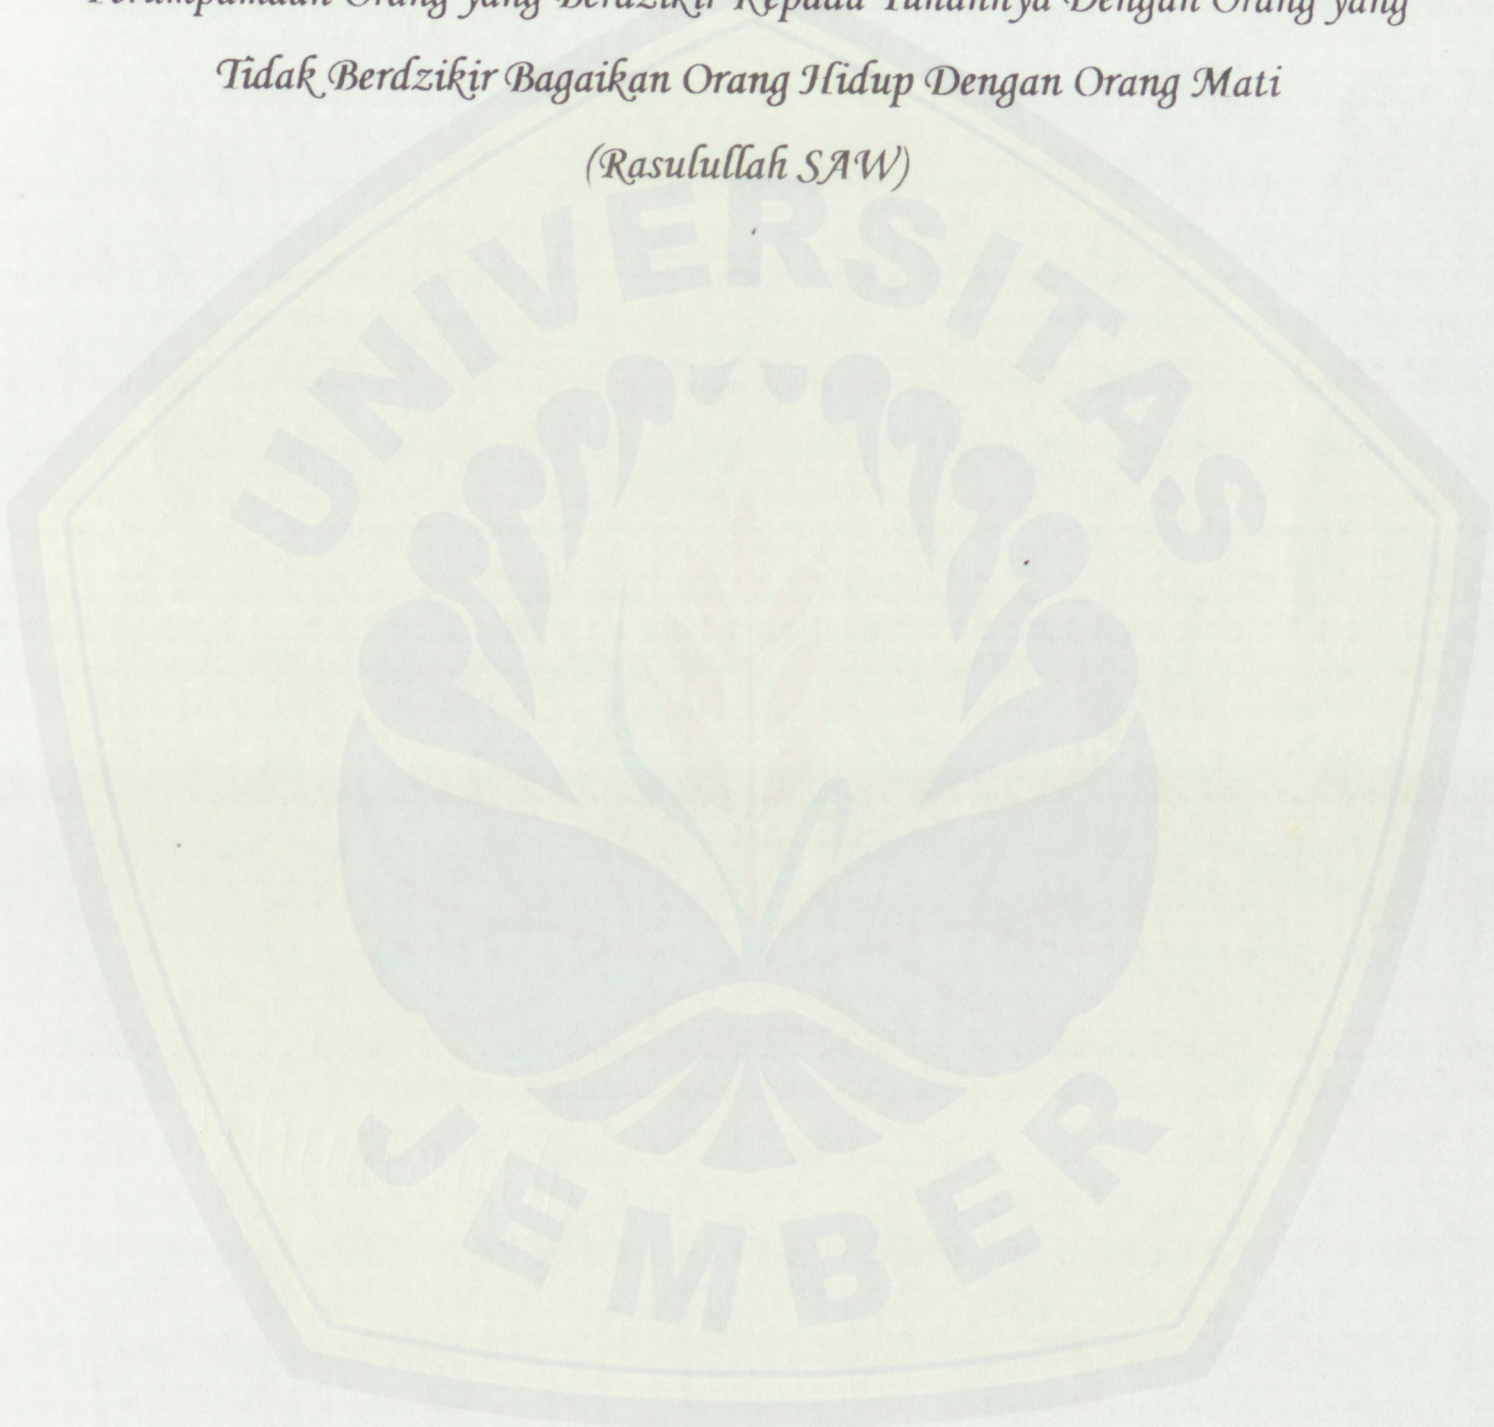 Perumpamaan Orang yang Berdzikir Kepada Tuhannya Dengan Orang yang
Tidak Berdzikir Bagaikan Orang Hidup Dengan Orang Mati
(Rasulullah SAW)
UNIVERSITAS
JEMBER